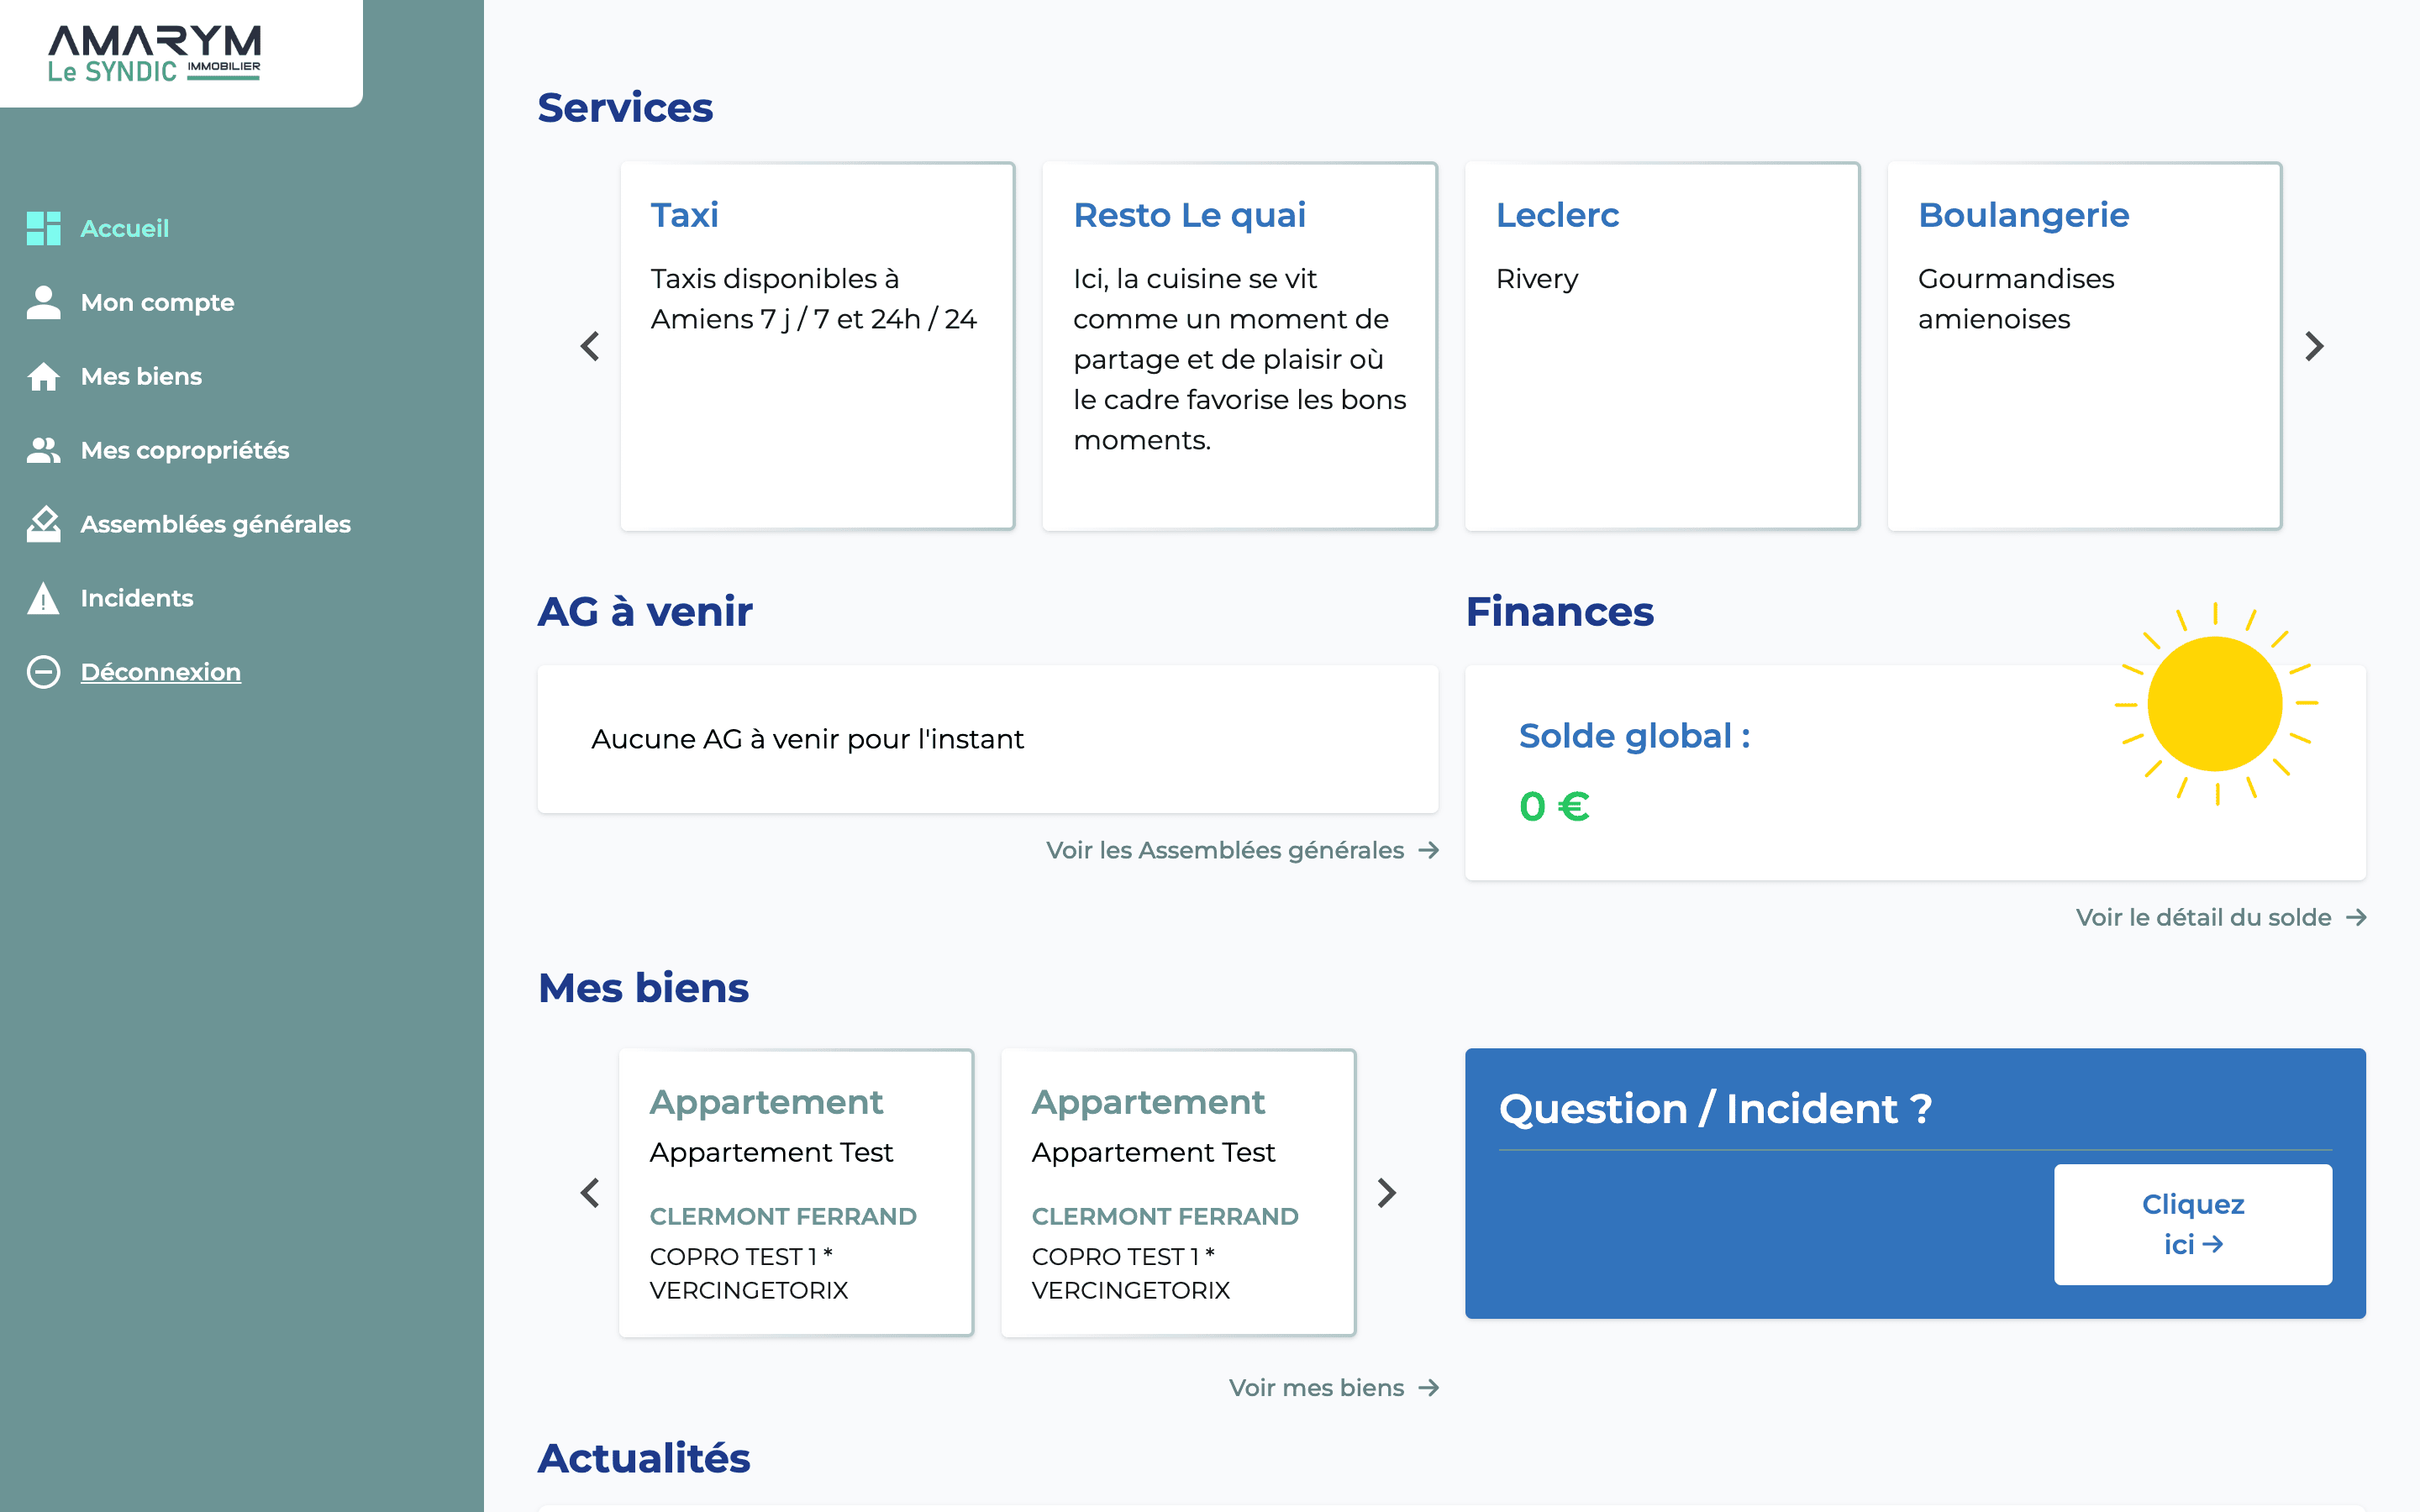 AMARYM
Le SYNDIC IMMOBILIER
Accueil
Mon compte
Mes biens
Mes copropriétés
Assemblées générales
Incidents
Déconnexion
Services
Taxi
Taxis disponibles à
Amiens 7 j / 7 et 24h / 24
Resto Le quai
Ici, la cuisine se vit
comme un moment de
partage et de plaisir où
le cadre favorise les bons
moments.
Leclerc
Rivery
Boulangerie
Gourmandises
amienoises
AG à venir
Aucune AG à venir pour l'instant
Voir les Assemblées générales →
Finances
Solde global :
0 €
Voir le détail du solde →
Mes biens
Appartement
Appartement Test
CLERMONT FERRAND
COPRO TEST 1 *
VERCINGETORIX
Appartement
Appartement Test
CLERMONT FERRAND
COPRO TEST 1 *
VERCINGETORIX
Voir mes biens →
Question / Incident ?
Cliquez
ici →
Actualités